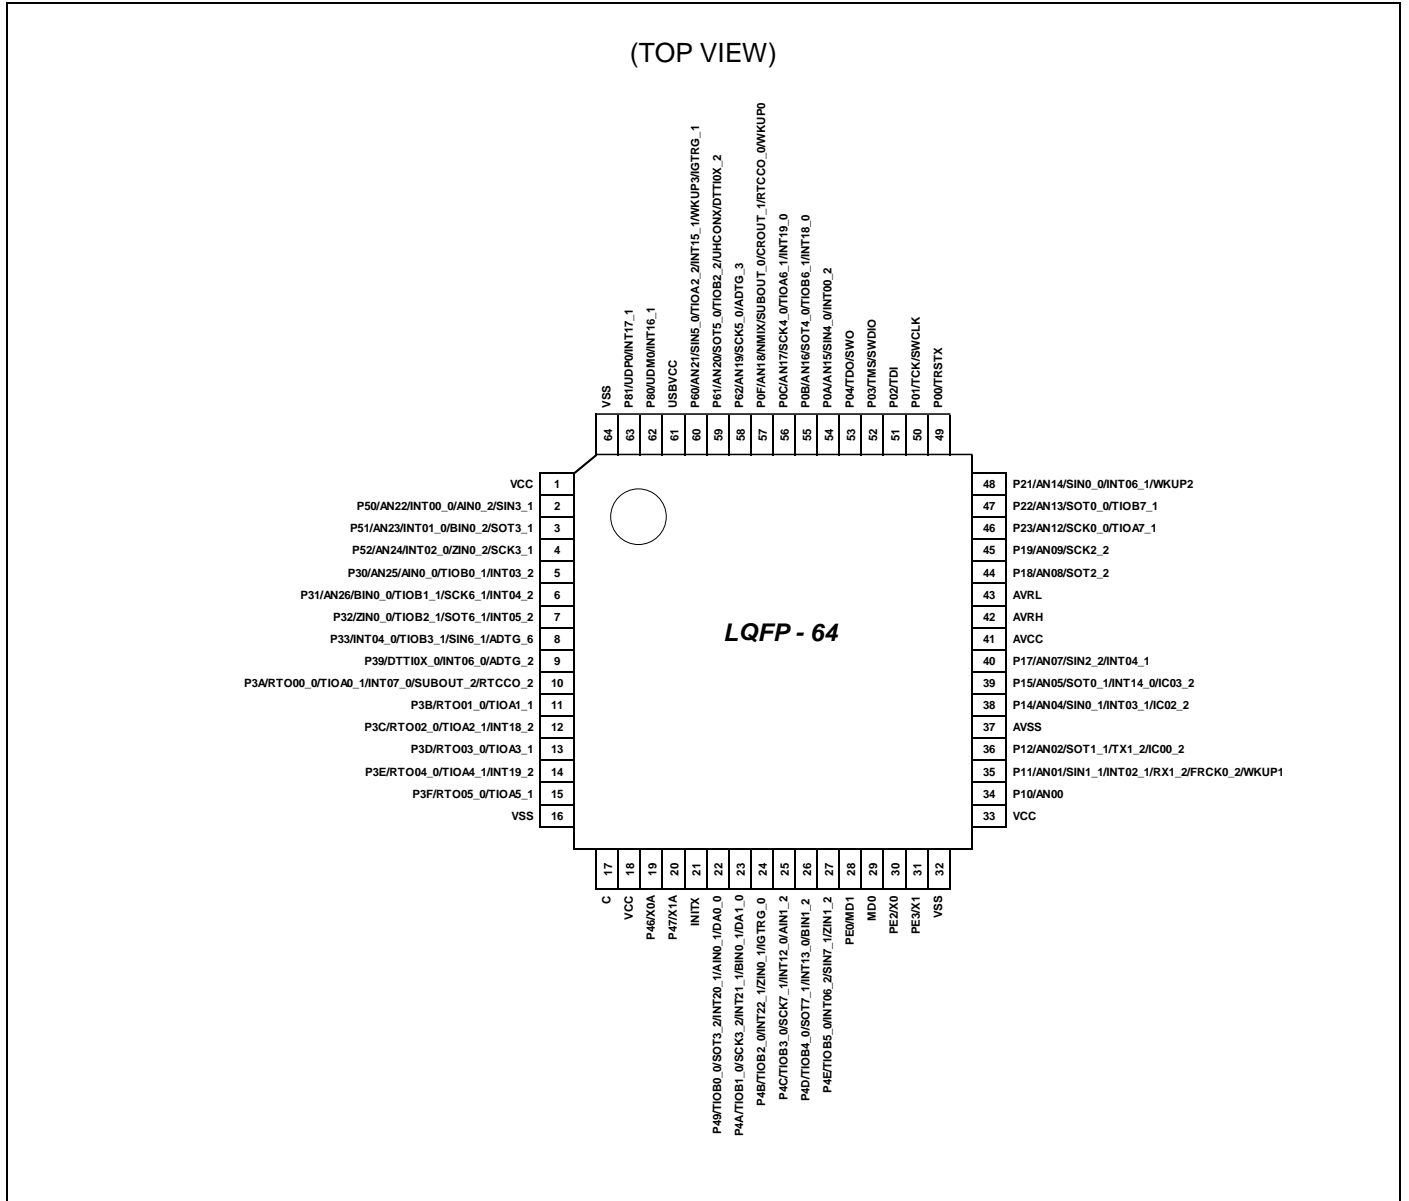 (TOP VIEW)
VSS
P81/UDP0/INT17_1
P80/UDM0/INT16_1
USBVCC
P60/AN21/SIN5_0/TIOA2_2/INT15_1/WKUP3/IGTRG_1
P61/AN20/SOT5_0/TIOB2_2/UHCONX/DTTI0X_2
P62/AN19/SCK5_0/ADTG_3
P0F/AN18/NMIX/SUBOUT_0/CROUT_1/RTCCO_0/WKUP0
P0C/AN17/SCK4_0/TIOA6_1/INT19_0
P0B/AN16/SOT4_0/TIOB6_1/INT18_0
P0A/AN15/SIN4_0/INT00_2
P04/TDO/SWO
P03/TMS/SWDIO
P02/TDI
P01/TCK/SWCLK
P00/TRSTX
64 63 62 61 60 59 58 57 56 55 54 53 52 51 50 49
VCC 1
P50/AN22/INT00_0/AIN0_2/SIN3_1 2
P51/AN23/INT01_0/BIN0_2/SOT3_1 3
P52/AN24/INT02_0/ZIN0_2/SCK3_1 4
P30/AN25/AIN0_0/TIOB0_1/INT03_2 5
P31/AN26/BIN0_0/TIOB1_1/SCK6_1/INT04_2 6
P32/ZIN0_0/TIOB2_1/SOT6_1/INT05_2 7
P33/INT04_0/TIOB3_1/SIN6_1/ADTG_6 8
P39/DTTI0X_0/INT06_0/ADTG_2 9
P3A/RTO00_0/TIOA0_1/INT07_0/SUBOUT_2/RTCCO_2 10
P3B/RTO01_0/TIOA1_1 11
P3C/RTO02_0/TIOA2_1/INT18_2 12
P3D/RTO03_0/TIOA3_1 13
P3E/RTO04_0/TIOA4_1/INT19_2 14
P3F/RTO05_0/TIOA5_1 15
VSS 16
LQFP - 64
48 P21/AN14/SIN0_0/INT06_1/WKUP2
47 P22/AN13/SOT0_0/TIOB7_1
46 P23/AN12/SCK0_0/TIOA7_1
45 P19/AN09/SCK2_2
44 P18/AN08/SOT2_2
43 AVRL
42 AVRH
41 AVCC
40 P17/AN07/SIN2_2/INT04_1
39 P15/AN05/SOT0_1/INT14_0/IC03_2
38 P14/AN04/SIN0_1/INT03_1/IC02_2
37 AVSS
36 P12/AN02/SOT1_1/TX1_2/IC00_2
35 P11/AN01/SIN1_1/INT02_1/RX1_2/FRCK0_2/WKUP1
34 P10/AN00
33 VCC
17 18 19 20 21 22 23 24 25 26 27 28 29 30 31 32
C
VCC
P46/X0A
P47/X1A
INITX
P49/TIOB0_0/SOT3_2/INT20_1/AIN0_1/DA0_0
P4A/TIOB1_0/SCK3_2/INT21_1/BIN0_1/DA1_0
P4B/TIOB2_0/INT22_1/ZIN0_1/IGTRG_0
P4C/TIOB3_0/SCK7_1/INT12_0/AIN1_2
P4D/TIOB4_0/SOT7_1/INT13_0/BIN1_2
P4E/TIOB5_0/INT06_2/SIN7_1/ZIN1_2
PE0/MD1
MD0
PE2/X0
PE3/X1
VSS